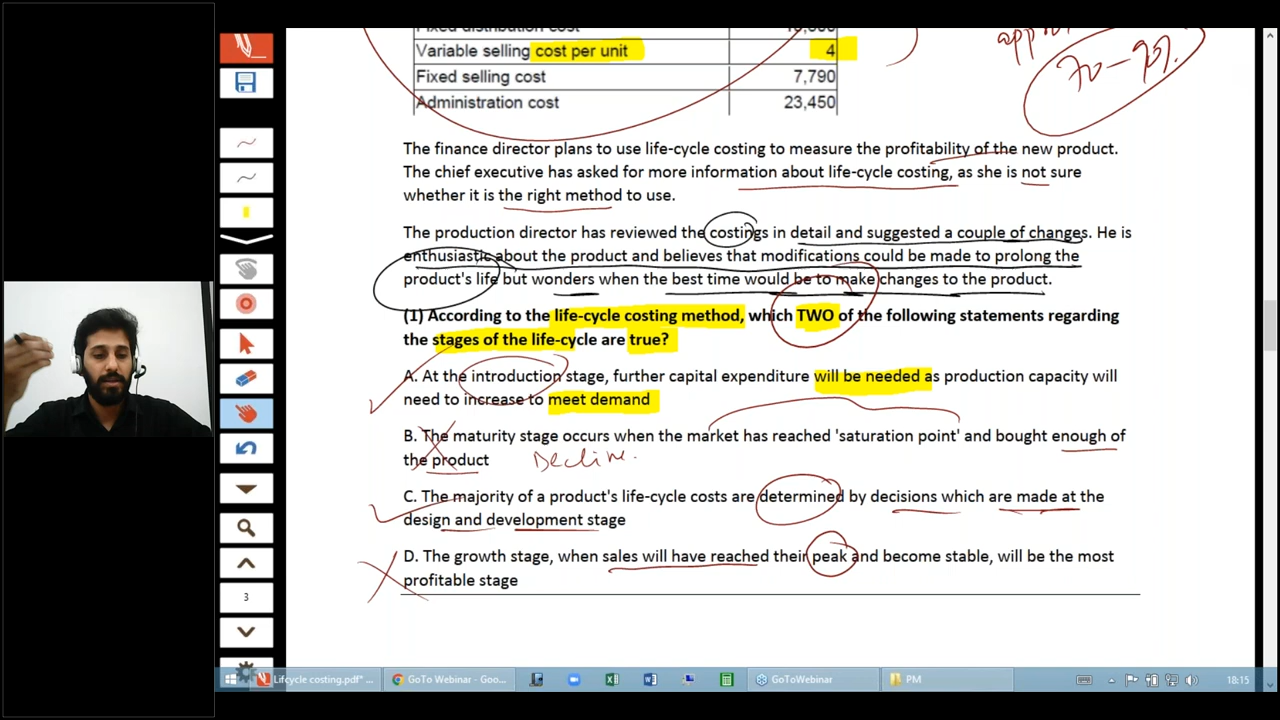 Variable selling cost per unit 4
Fixed selling cost 7,790
Administration cost 23,450
70-90%
The finance director plans to use life-cycle costing to measure the profitability of the new product.
The chief executive has asked for more information about life-cycle costing, as she is not sure
whether it is the right method to use.
The production director has reviewed the costings in detail and suggested a couple of changes. He is
enthusiastic about the product and believes that modifications could be made to prolong the
product's life but wonders when the best time would be to make changes to the product.
(1) According to the life-cycle costing method, which TWO of the following statements regarding
the stages of the life-cycle are true?
A. At the introduction stage, further capital expenditure will be needed as production capacity will
need to increase to meet demand
B. The maturity stage occurs when the market has reached 'saturation point' and bought enough of
the product
Decline.
C. The majority of a product's life-cycle costs are determined by decisions which are made at the
design and development stage
D. The growth stage, when sales will have reached their peak and become stable, will be the most
profitable stage
3
Lifcycle costing.pdf* ...
GoTo Webinar - Goo...
GoToWebinar
PM
18:15